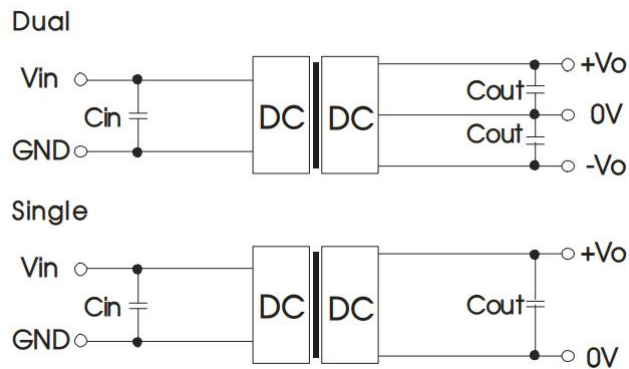 Dual
Vin
Cin
GND
DC DC
Cout
Cout
+Vo
0V
-Vo
Single
Vin
Cin
GND
DC DC
Cout
+Vo
0V